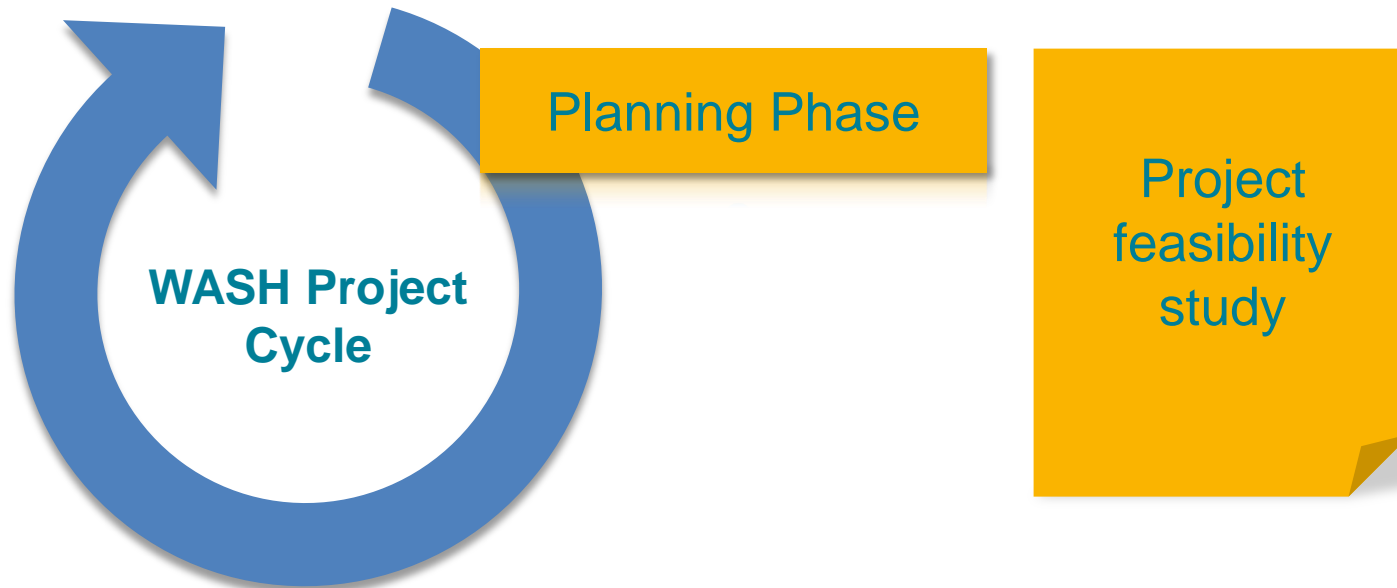 Planning Phase
Project
feasibility
study
WASH Project
Cycle